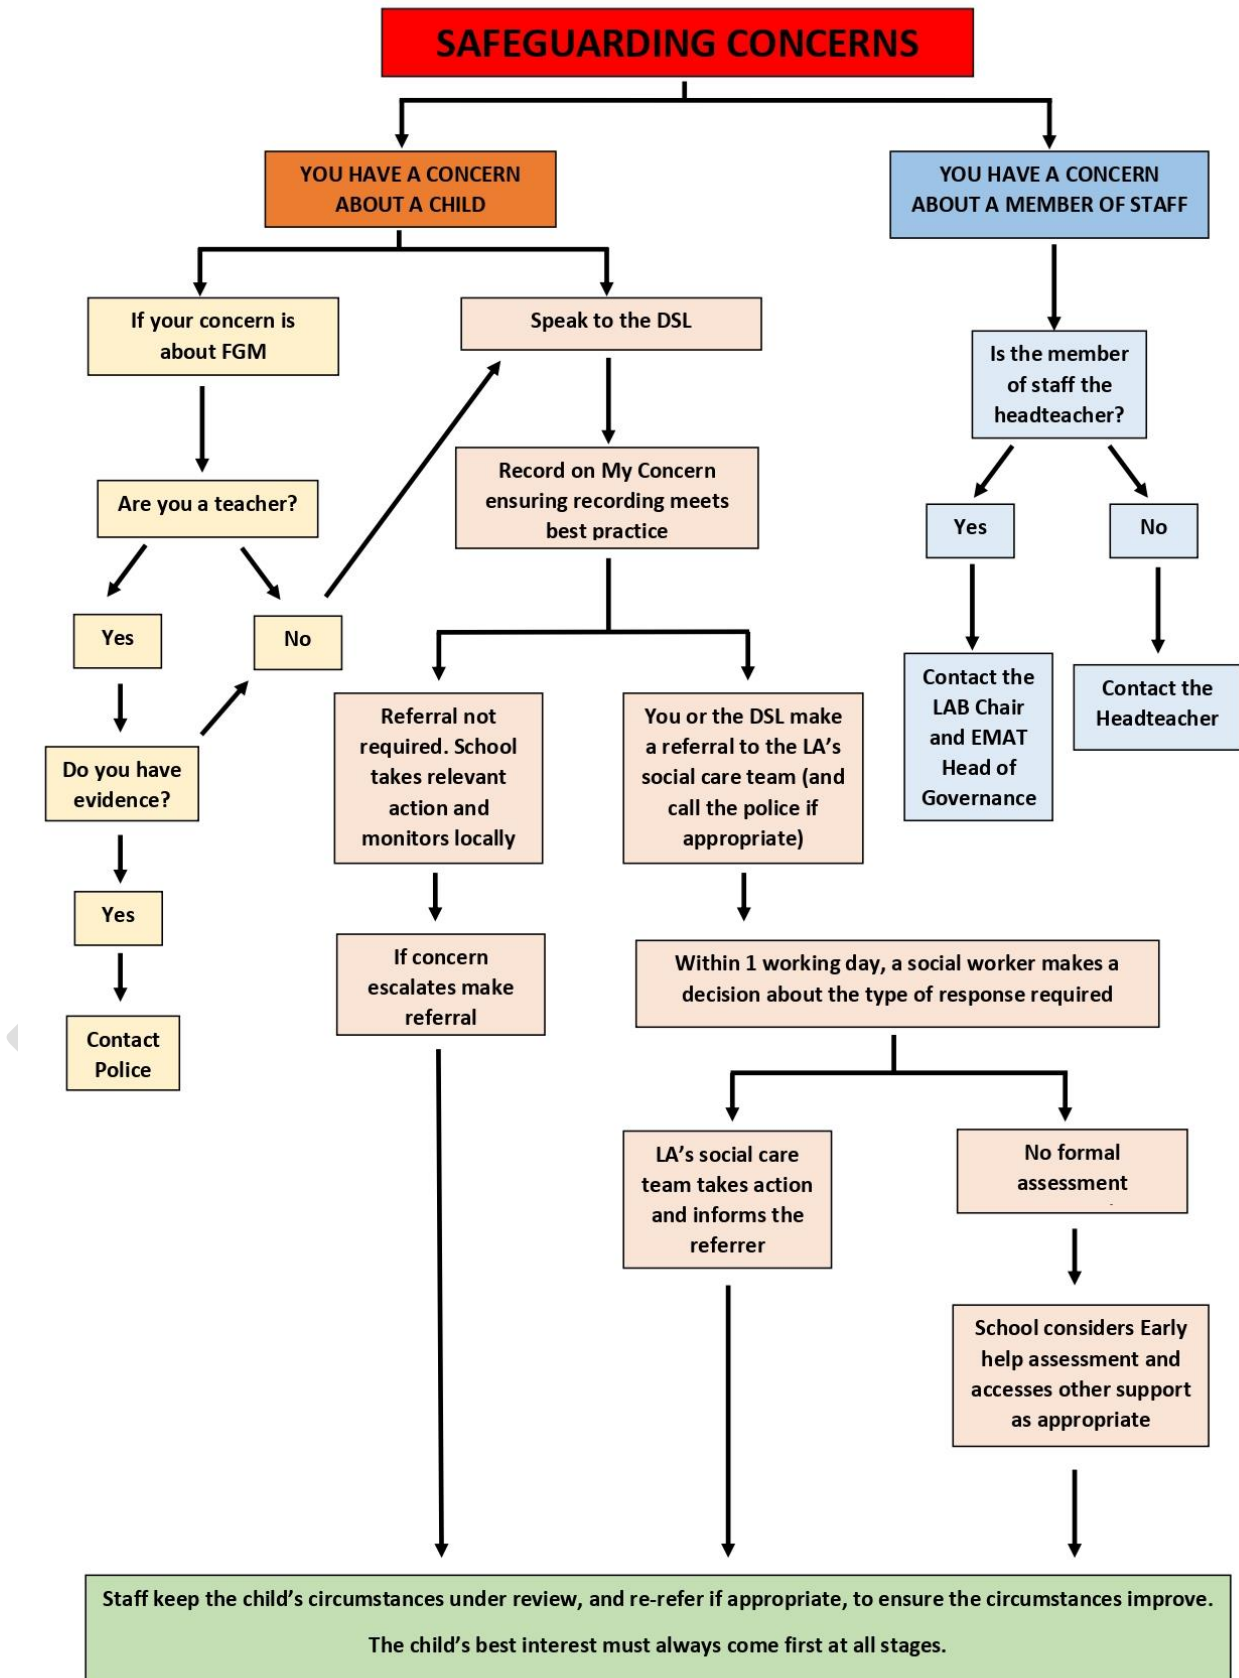 SAFEGUARDING CONCERNS
YOU HAVE A CONCERN
ABOUT A CHILD
YOU HAVE A CONCERN
ABOUT A MEMBER OF STAFF
If your concern is
about FGM
Speak to the DSL
Is the member
of staff the
headteacher?
Are you a teacher?
Record on My Concern
ensuring recording meets
best practice
Yes
No
Yes
No
Do you have
evidence?
Referral not
required. School
takes relevant
action and
monitors locally
You or the DSL make
a referral to the LA’s
social care team (and
call the police if
appropriate)
Contact the
LAB Chair
and EMAT
Head of
Governance
Contact the
Headteacher
Yes
If concern
escalates make
referral
Within 1 working day, a social worker makes a
decision about the type of response required
Contact
Police
LA’s social care
team takes action
and informs the
referrer
No formal
assessment
School considers Early
help assessment and
accesses other support
as appropriate
Staff keep the child’s circumstances under review, and re-refer if appropriate, to ensure the circumstances improve.
The child’s best interest must always come first at all stages.